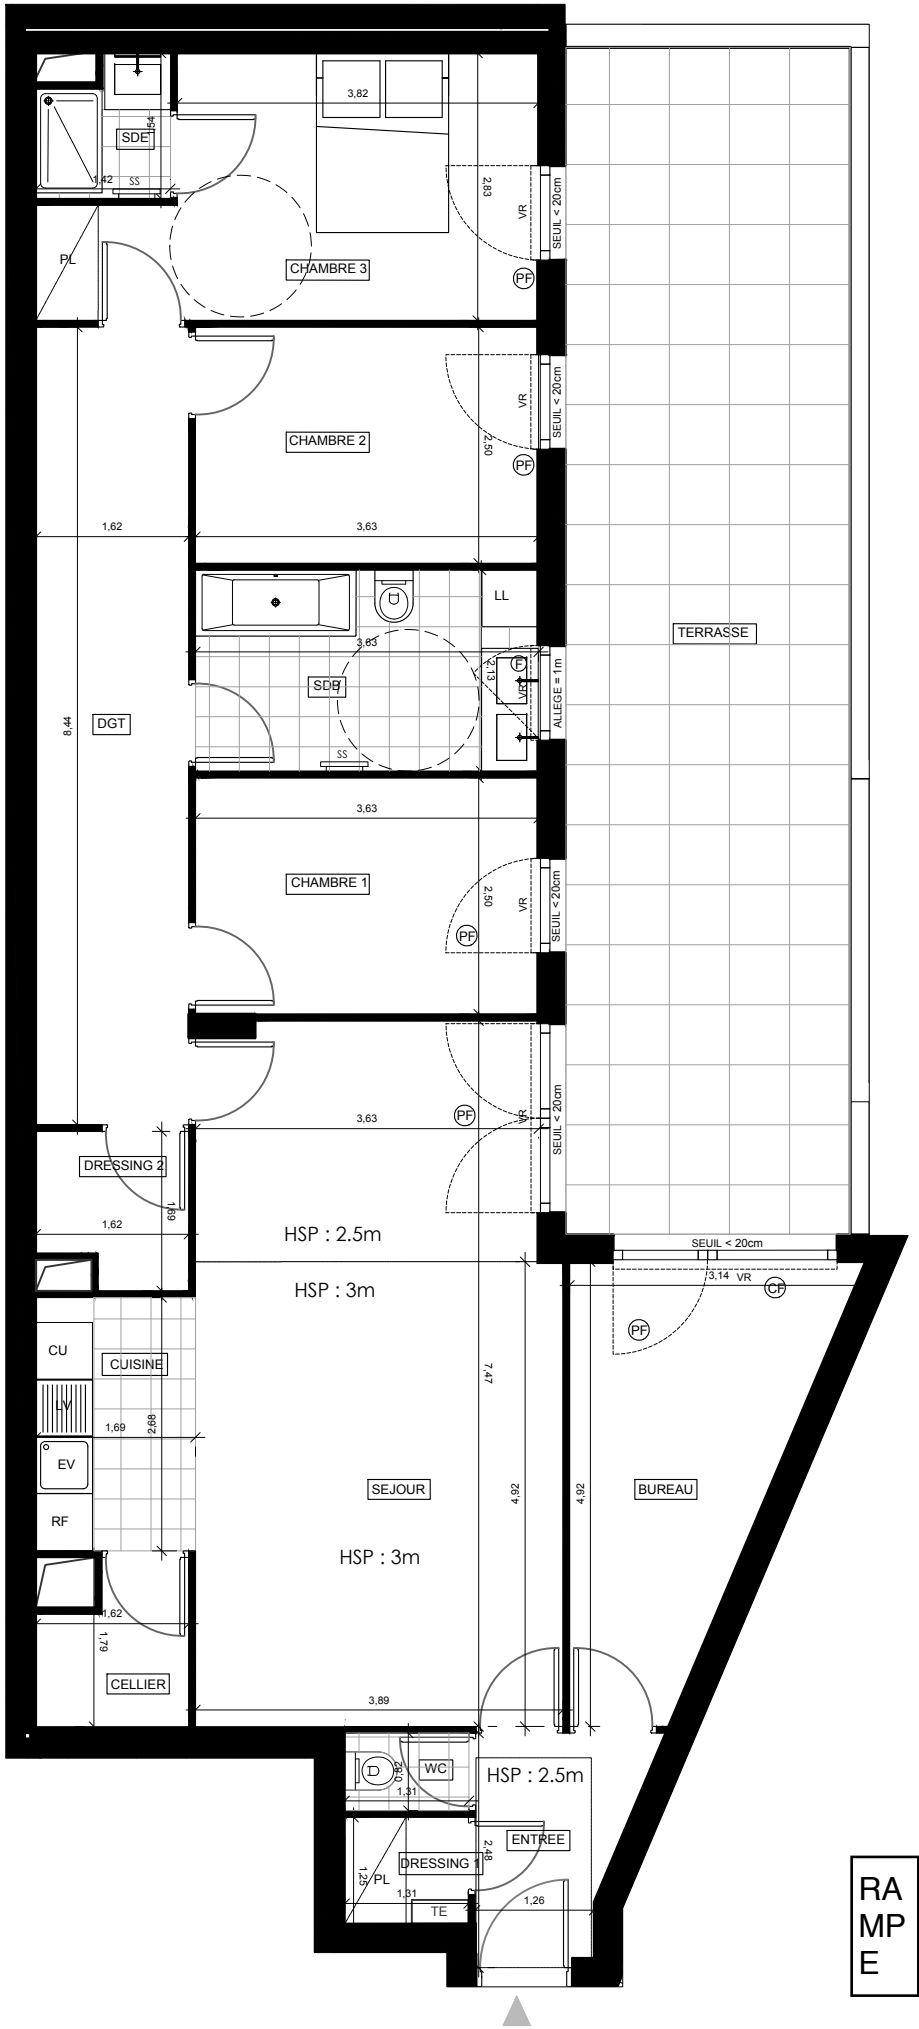 3,82
SDE
1,54
1,42
SS
2,83
VR
SEUIL < 20cm
PL
CHAMBRE 3
PF
VR
SEUIL < 20cm
CHAMBRE 2
2,50
PF
1,62
3,63
LL
TERRASSE
3,63
F
2,13
SDB
VR
ALLEGE = 1m
DGT
8,44
SS
3,63
CHAMBRE 1
2,50
VR
SEUIL < 20cm
PF
PF
3,63
VR
SEUIL < 20cm
DRESSING 2
1,69
1,62
HSP : 2.5m
SEUIL < 20cm
HSP : 3m
3,14
VR
CF
PF
CU
CUISINE
7,47
LV
1,69
2,68
EV
SEJOUR
4,92
4,92
BUREAU
RF
HSP : 3m
1,62
1,79
CELLIER
3,89
WC
0,82
HSP : 2.5m
1,31
ENTREE
2,48
DRESSING 1
1,25
PL
1,31
TE
1,26
RA
MP
E